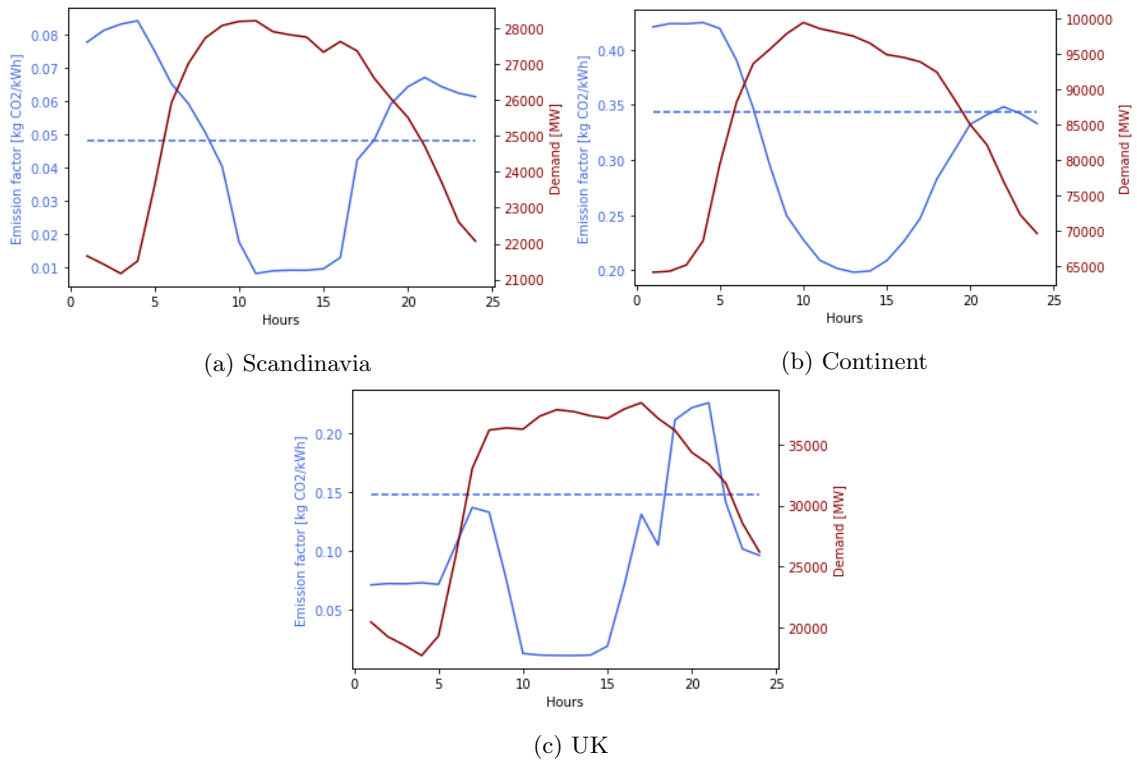 Emission factor [kg CO2/kWh]
0.08
0.07
0.06
0.05
0.04
0.03
0.02
0.01
28000
27000
26000
25000
24000
23000
22000
21000
Demand [MW]
0 5 10 15 20 25
Hours
(a) Scandinavia
Emission factor [kg CO2/kWh]
0.40
0.35
0.30
0.25
0.20
100000
95000
90000
85000
80000
75000
70000
65000
Demand [MW]
0 5 10 15 20 25
Hours
(b) Continent
Emission factor [kg CO2/kWh]
0.20
0.15
0.10
0.05
35000
30000
25000
20000
Demand [MW]
0 5 10 15 20 25
Hours
(c) UK